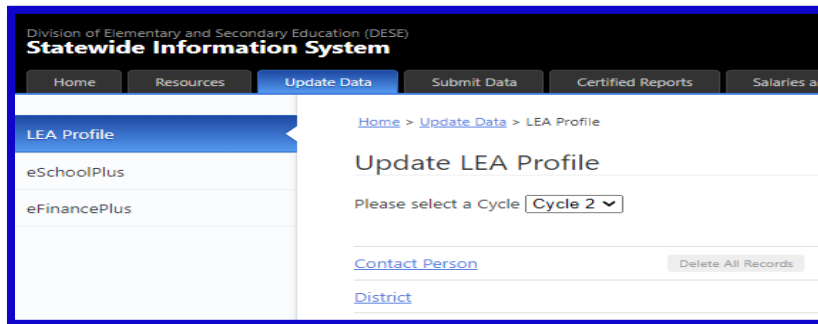 Division of Elementary and Secondary Education (DESE)
Statewide Information System
Home Resources Update Data Submit Data Certified Reports Salaries a
LEA Profile
eSchoolPlus
eFinancePlus
Home > Update Data > LEA Profile
Update LEA Profile
Please select a Cycle Cycle 2
Contact Person Delete All Records
District